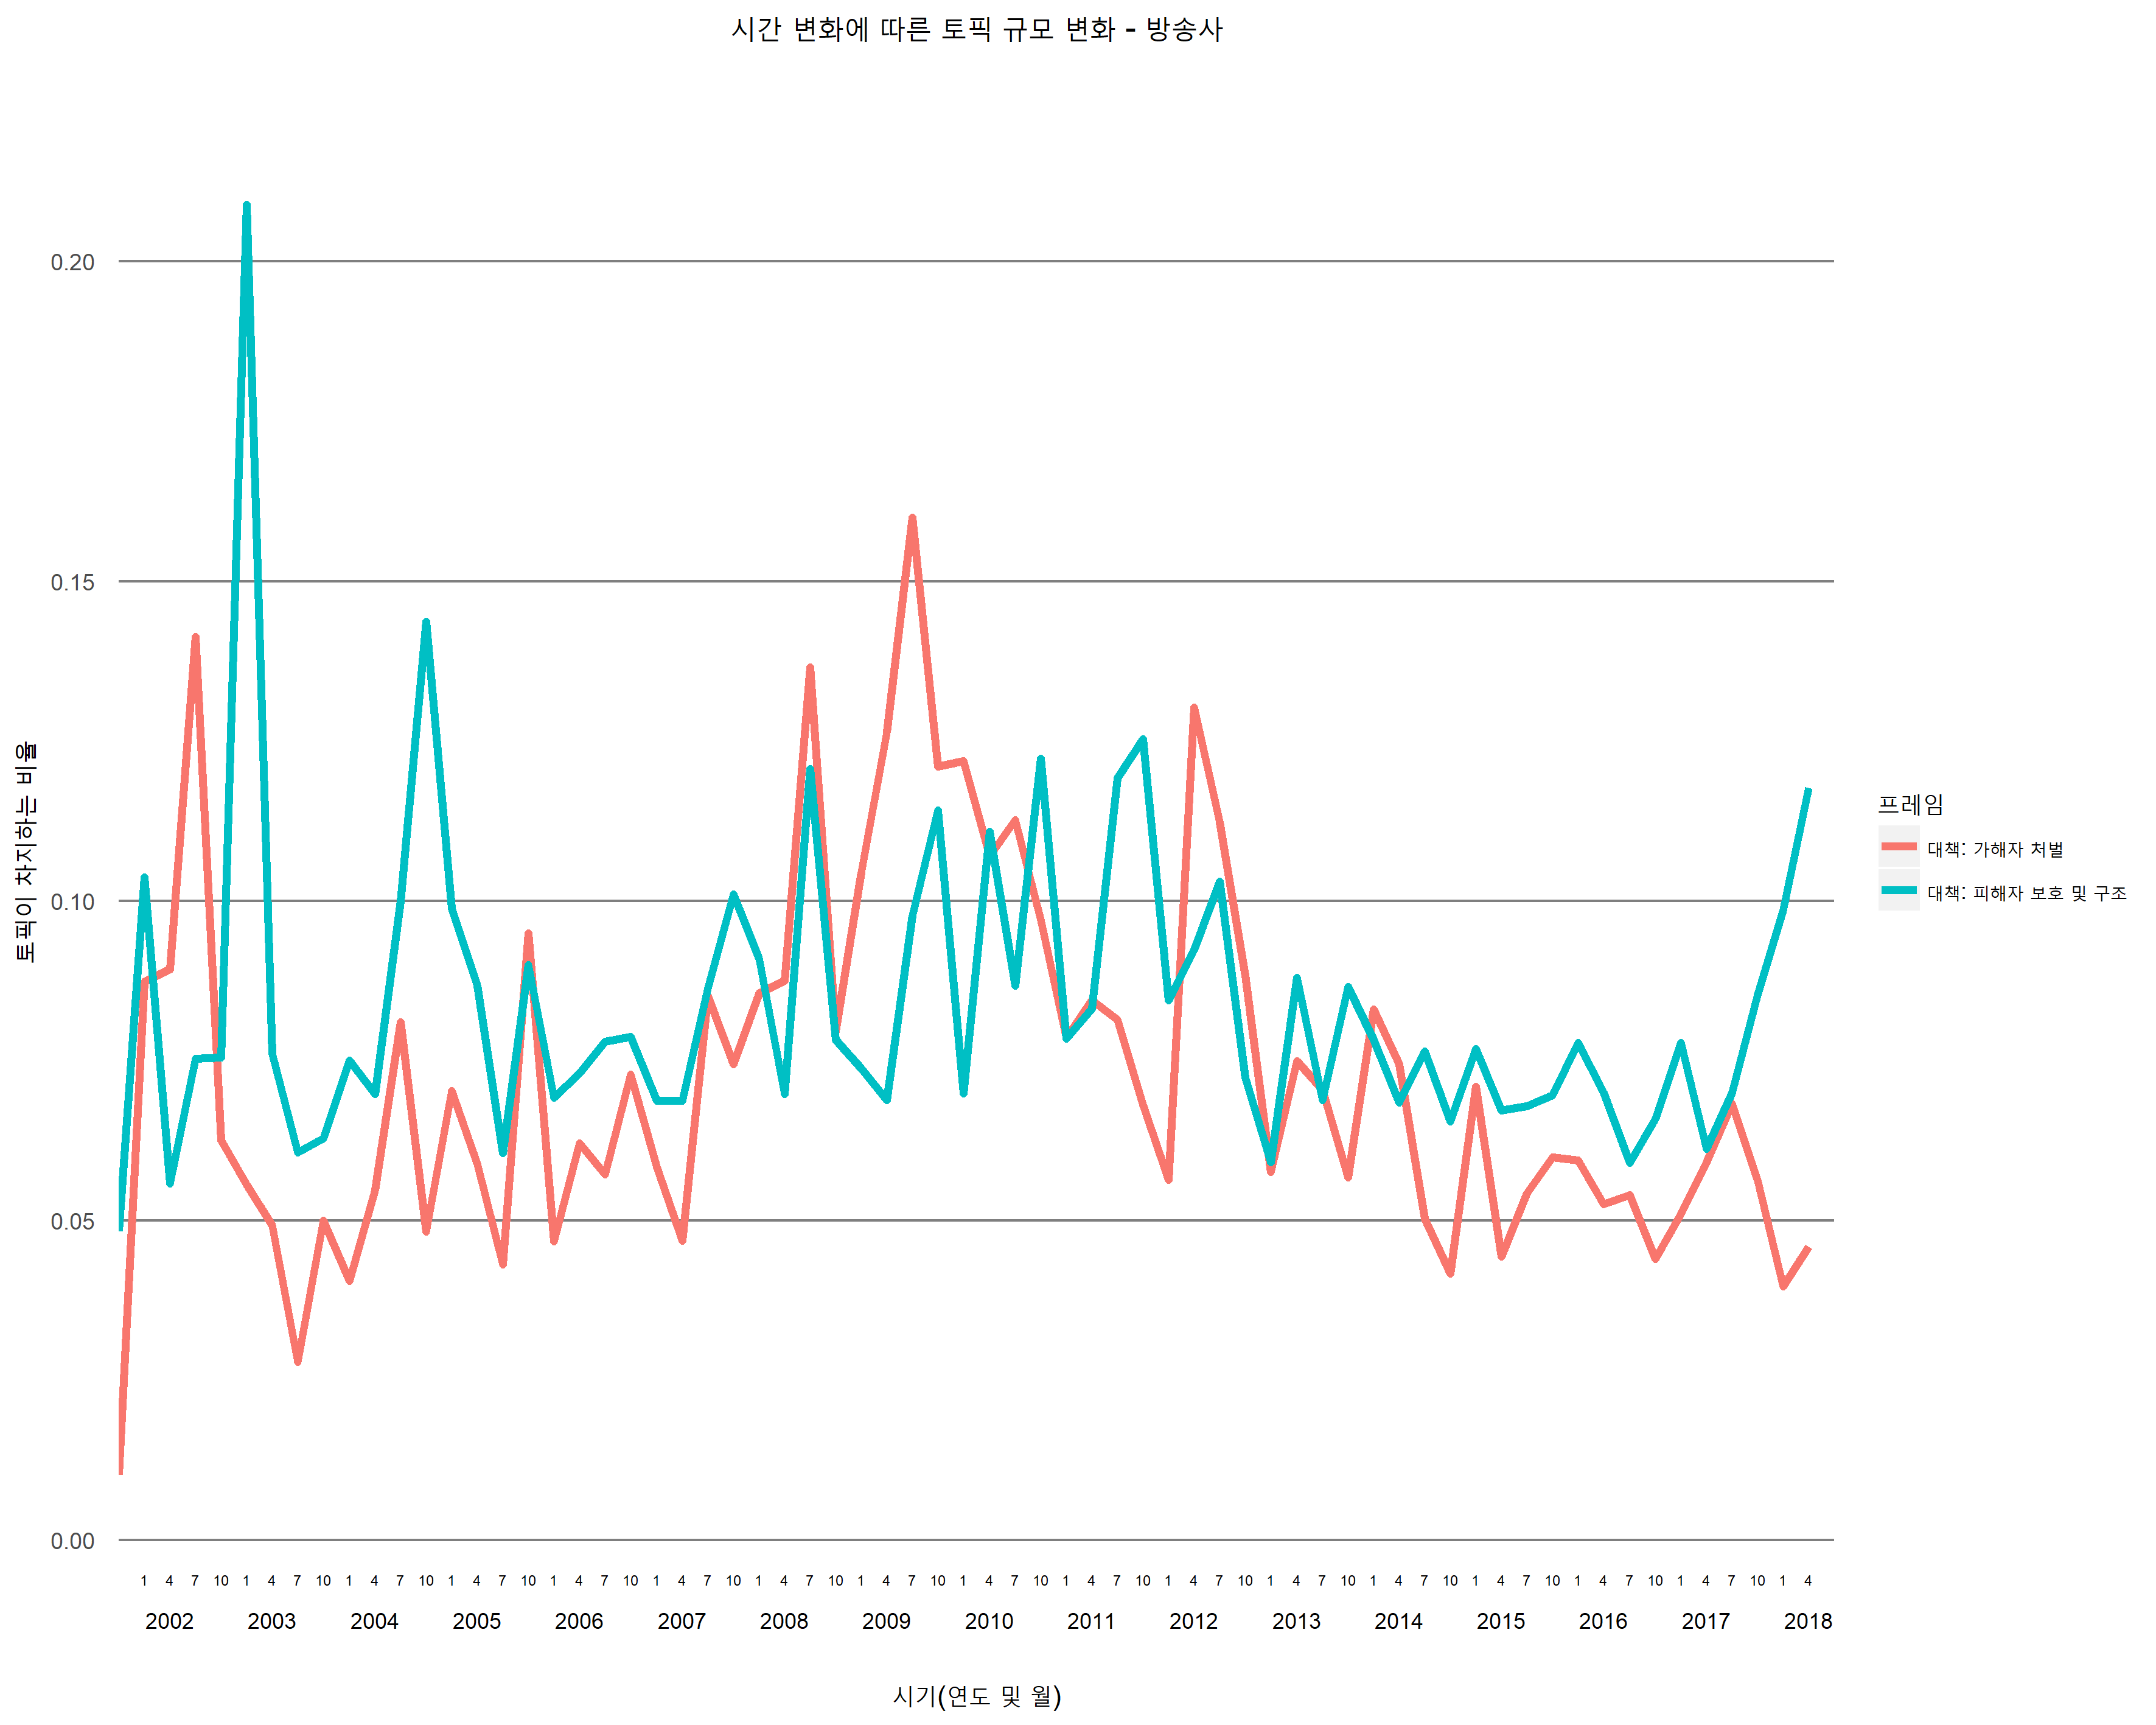 시간 변화에 따른 토픽 규모 변화 - 방송사
토픽이 차지하는 비율
0.20
0.15
0.10
0.05
0.00
1 4 7 10 1 4 7 10 1 4 7 10 1 4 7 10 1 4 7 10 1 4 7 10 1 4 7 10 1 4 7 10 1 4 7 10 1 4 7 10 1 4 7 10 1 4 7 10 1 4 7 10 1 4 7 10 1 4 7 10 1 4 7 10 1 4
2002 2003 2004 2005 2006 2007 2008 2009 2010 2011 2012 2013 2014 2015 2016 2017 2018
시기(연도 및 월)
프레임
대책: 가해자 처벌
대책: 피해자 보호 및 구조